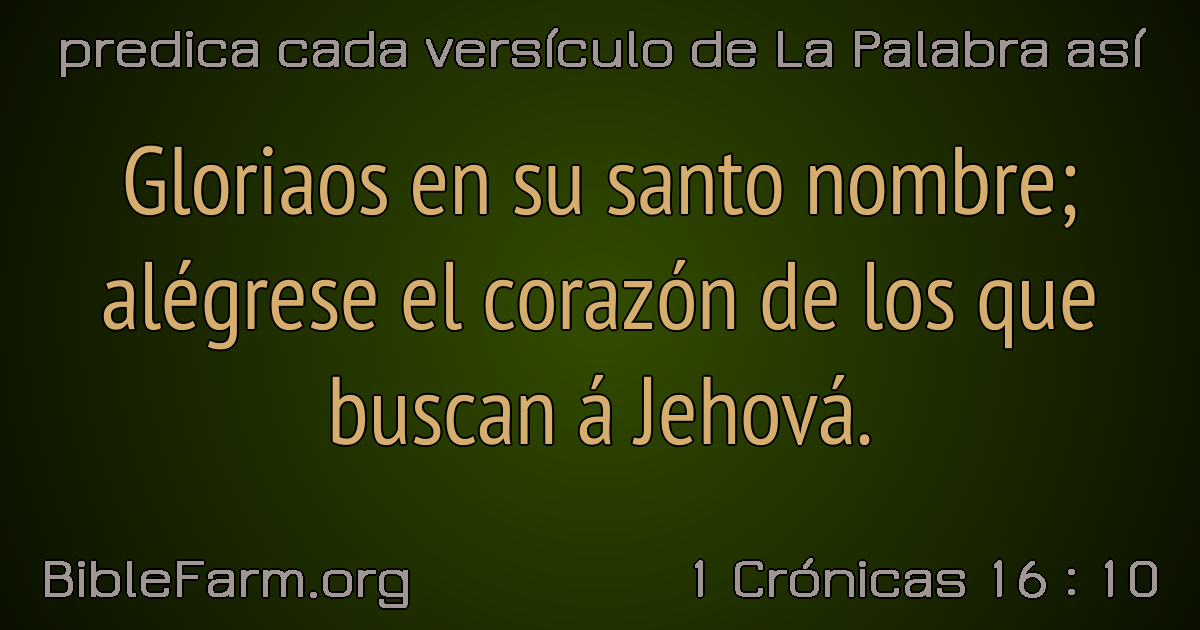 predica cada versículo de La Palabra así
Gloriaos en su santo nombre;
alégrese el corazón de los que
buscan á Jehová.
BibleFarm.org
1 Crónicas 16 : 10